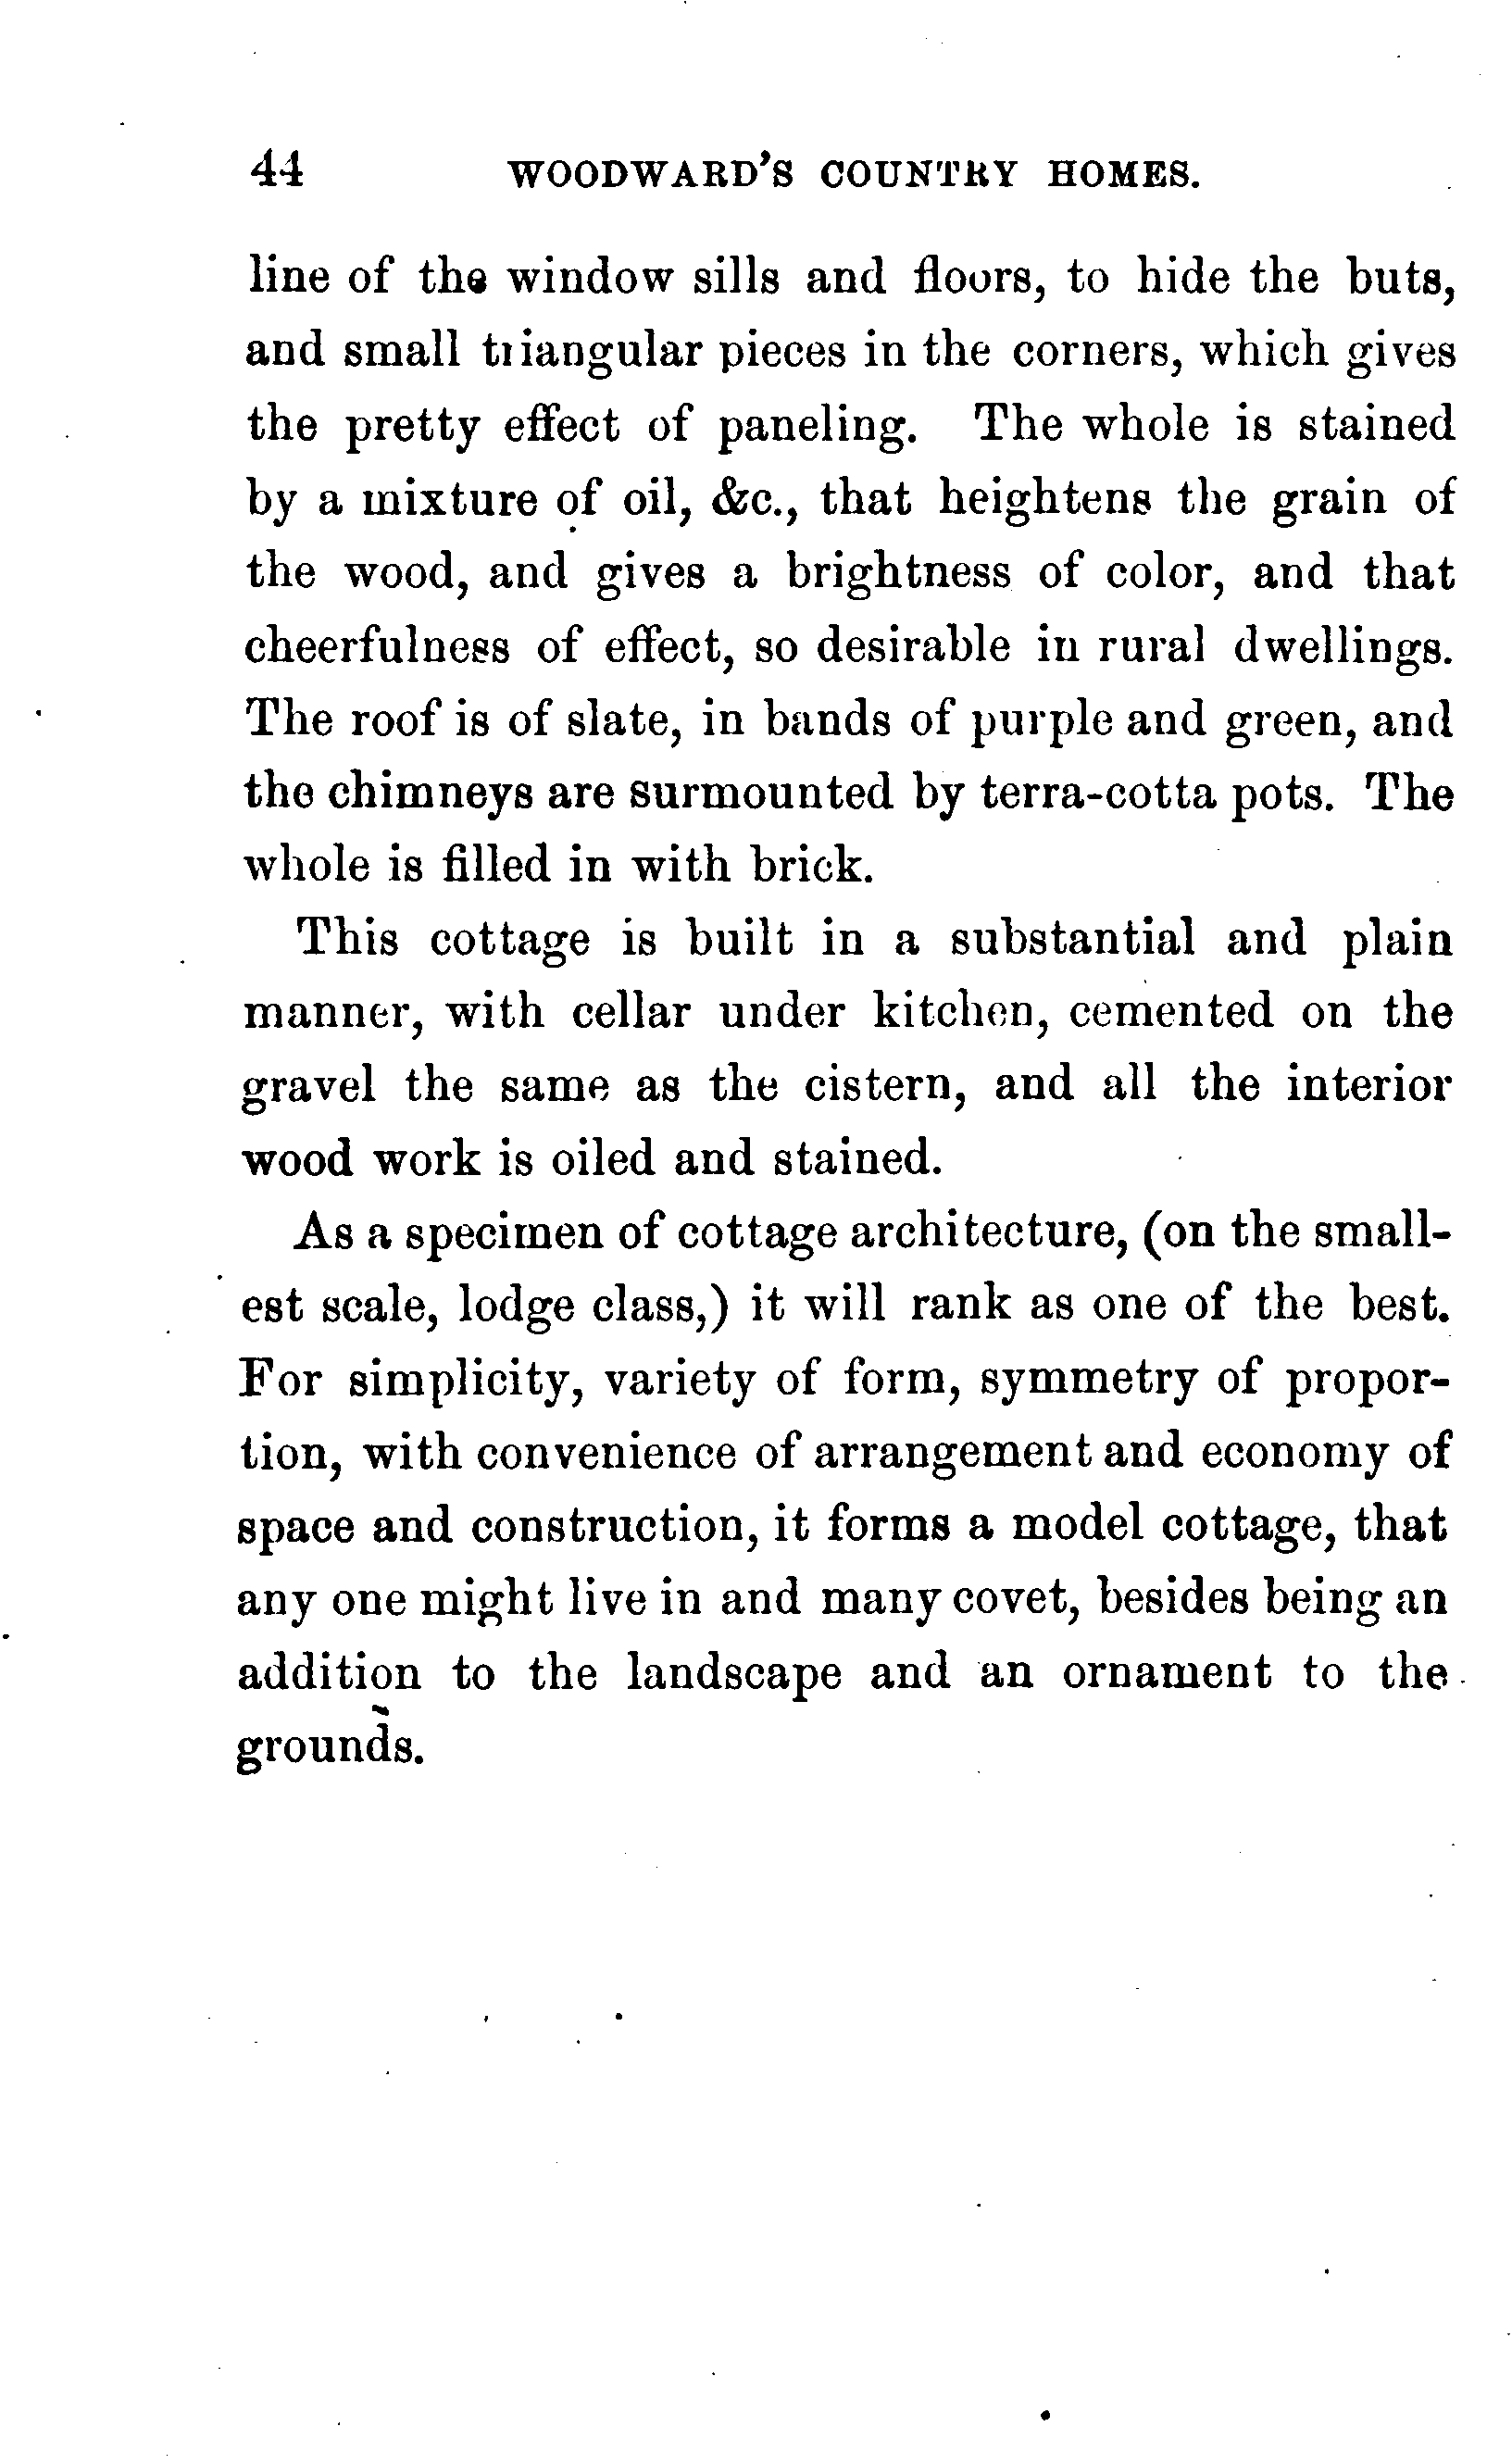 44 WOODWARD'S COUNTRY HOMES.
line of the window sills and floors, to hide the buts,
and small triangular pieces in the corners, which gives
the pretty effect of paneling. The whole is stained
by a mixture of oil, &c., that heightens the grain of
the wood, and gives a brightness of color, and that
cheerfulness of effect, so desirable in rural dwellings.
The roof is of slate, in bands of purple and green, and
the chimneys are surmounted by terra-cotta pots. The
whole is filled in with brick.
This cottage is built in a substantial and plain
manner, with cellar under kitchen, cemented on the
gravel the same as the cistern, and all the interior
wood work is oiled and stained.
As a specimen of cottage architecture, (on the small-
est scale, lodge class,) it will rank as one of the best.
For simplicity, variety of form, symmetry of propor-
tion, with convenience of arrangement and economy of
space and construction, it forms a model cottage, that
any one might live in and many covet, besides being an
addition to the landscape and an ornament to the
grounds.